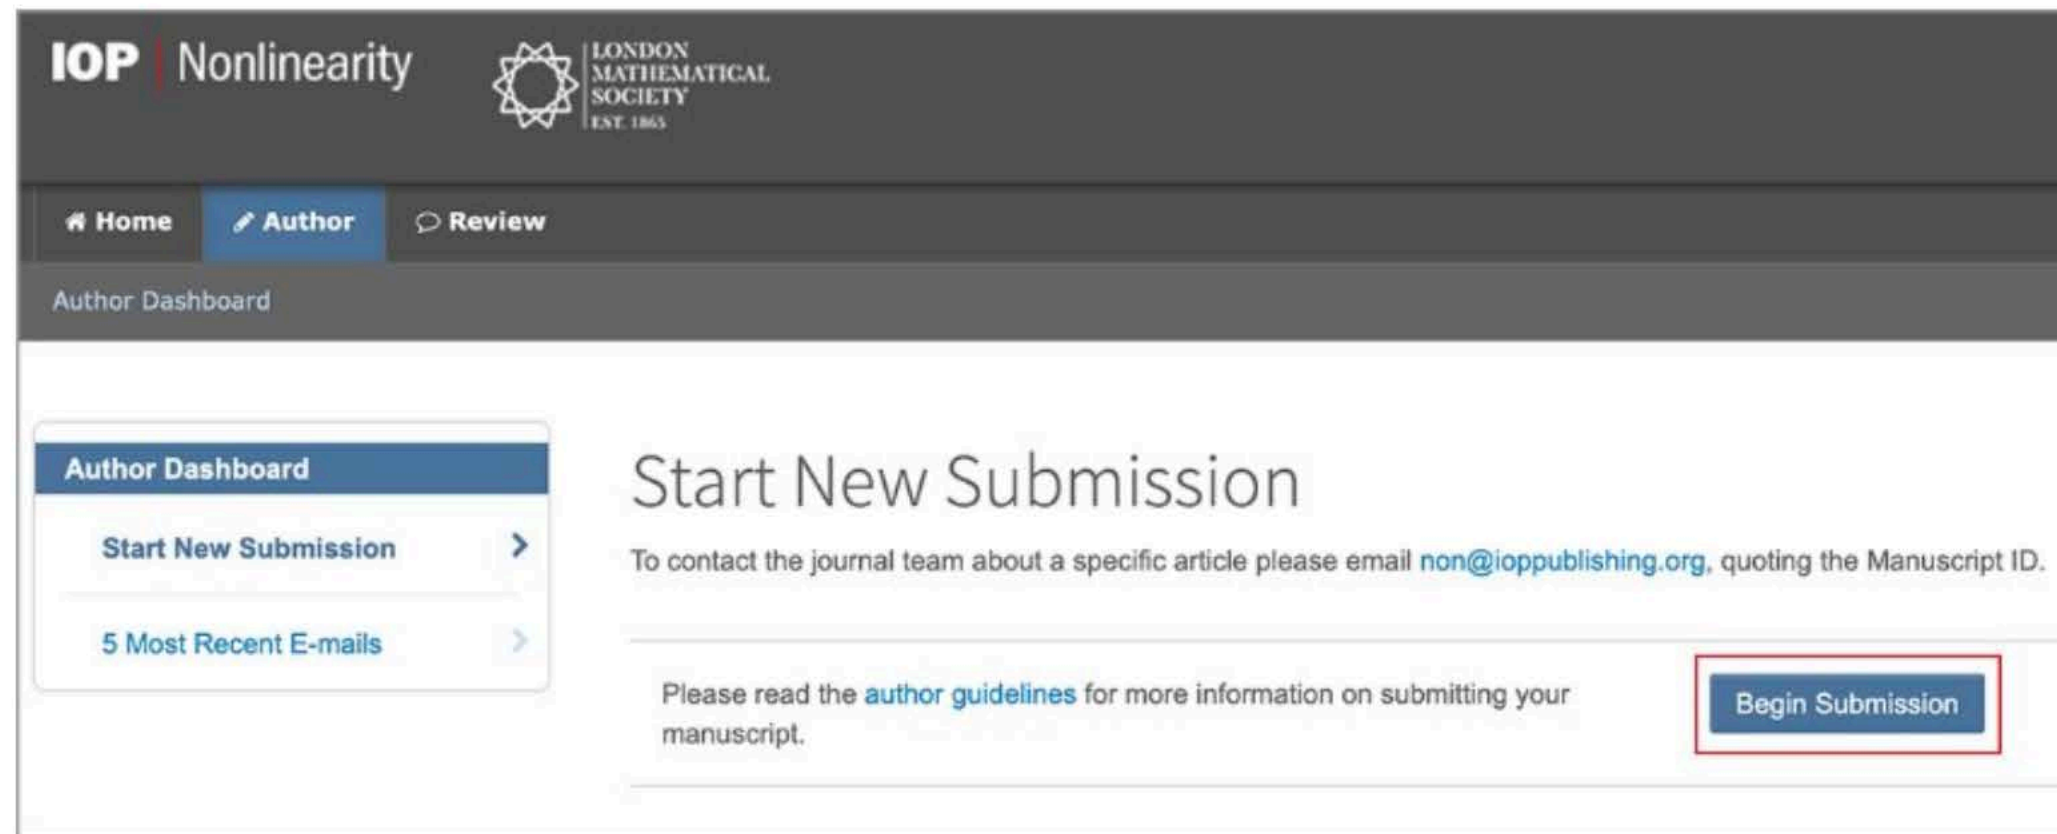 IOP Nonlinearity
LONDON
MATHEMATICAL
SOCIETY
EST. 1865
Home Author Review
Author Dashboard
Author Dashboard
Start New Submission
5 Most Recent E-mails
Start New Submission
To contact the journal team about a specific article please email non@ioppublishing.org, quoting the Manuscript ID.
Please read the author guidelines for more information on submitting your
manuscript.
Begin Submission